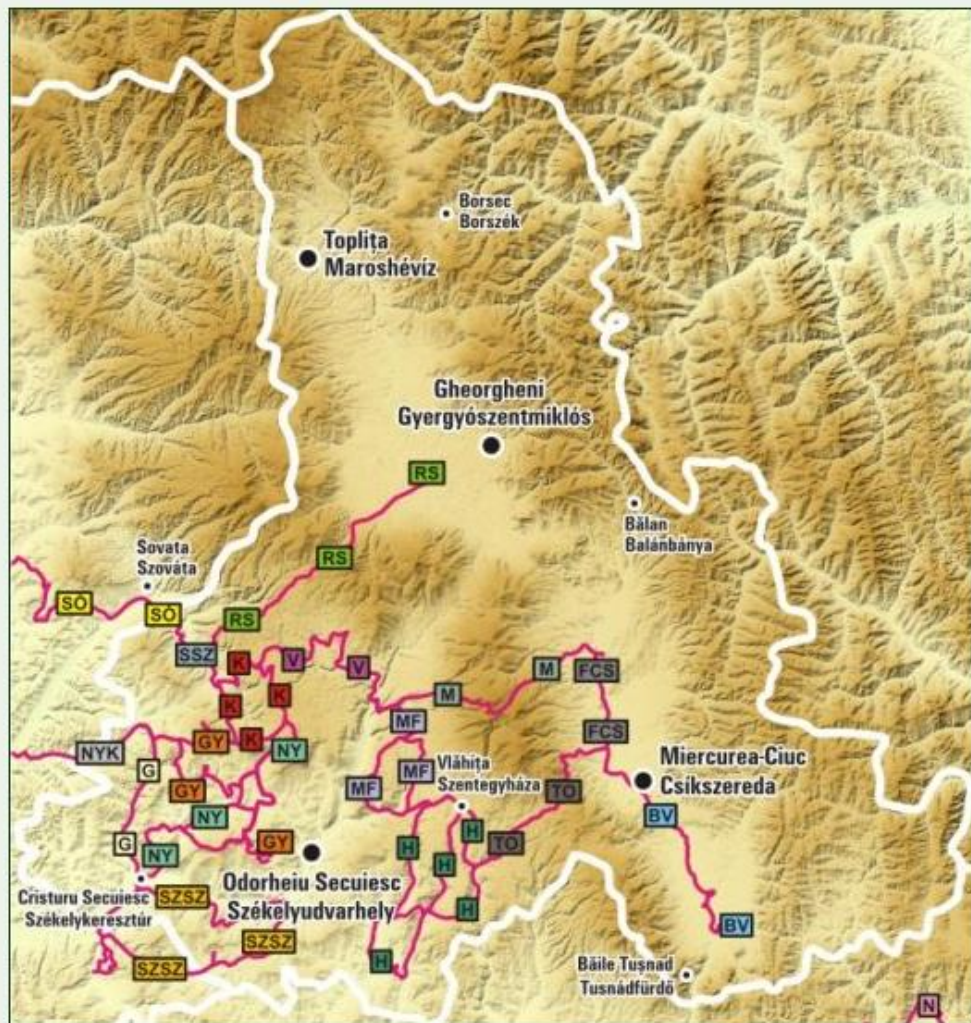 Borsec
Borszék
Toplița
Maroshévíz
Gheorgheni
Gyergyószentmiklós
RS
Bălan
Balánbánya
Sovata
Szováta
RS
SÓ
SÓ
RS
SSZ
K
V
V
M
FCS
K
K
M
MF
FCS
NYK
GY
K
NY
G
MF
Vlăhița
Szentegyháza
Miercurea-Ciuc
Csíkszereda
GY
MF
TO
NY
BV
H
G
NY
GY
H
TO
H
Odorheiu Secuiesc
Székelyudvarhely
Cristuru Secuiesc
Székelykeresztúr
SZSZ
H
BV
SZSZ
H
SZSZ
Băile Tușnad
Tusnádfürdő
N